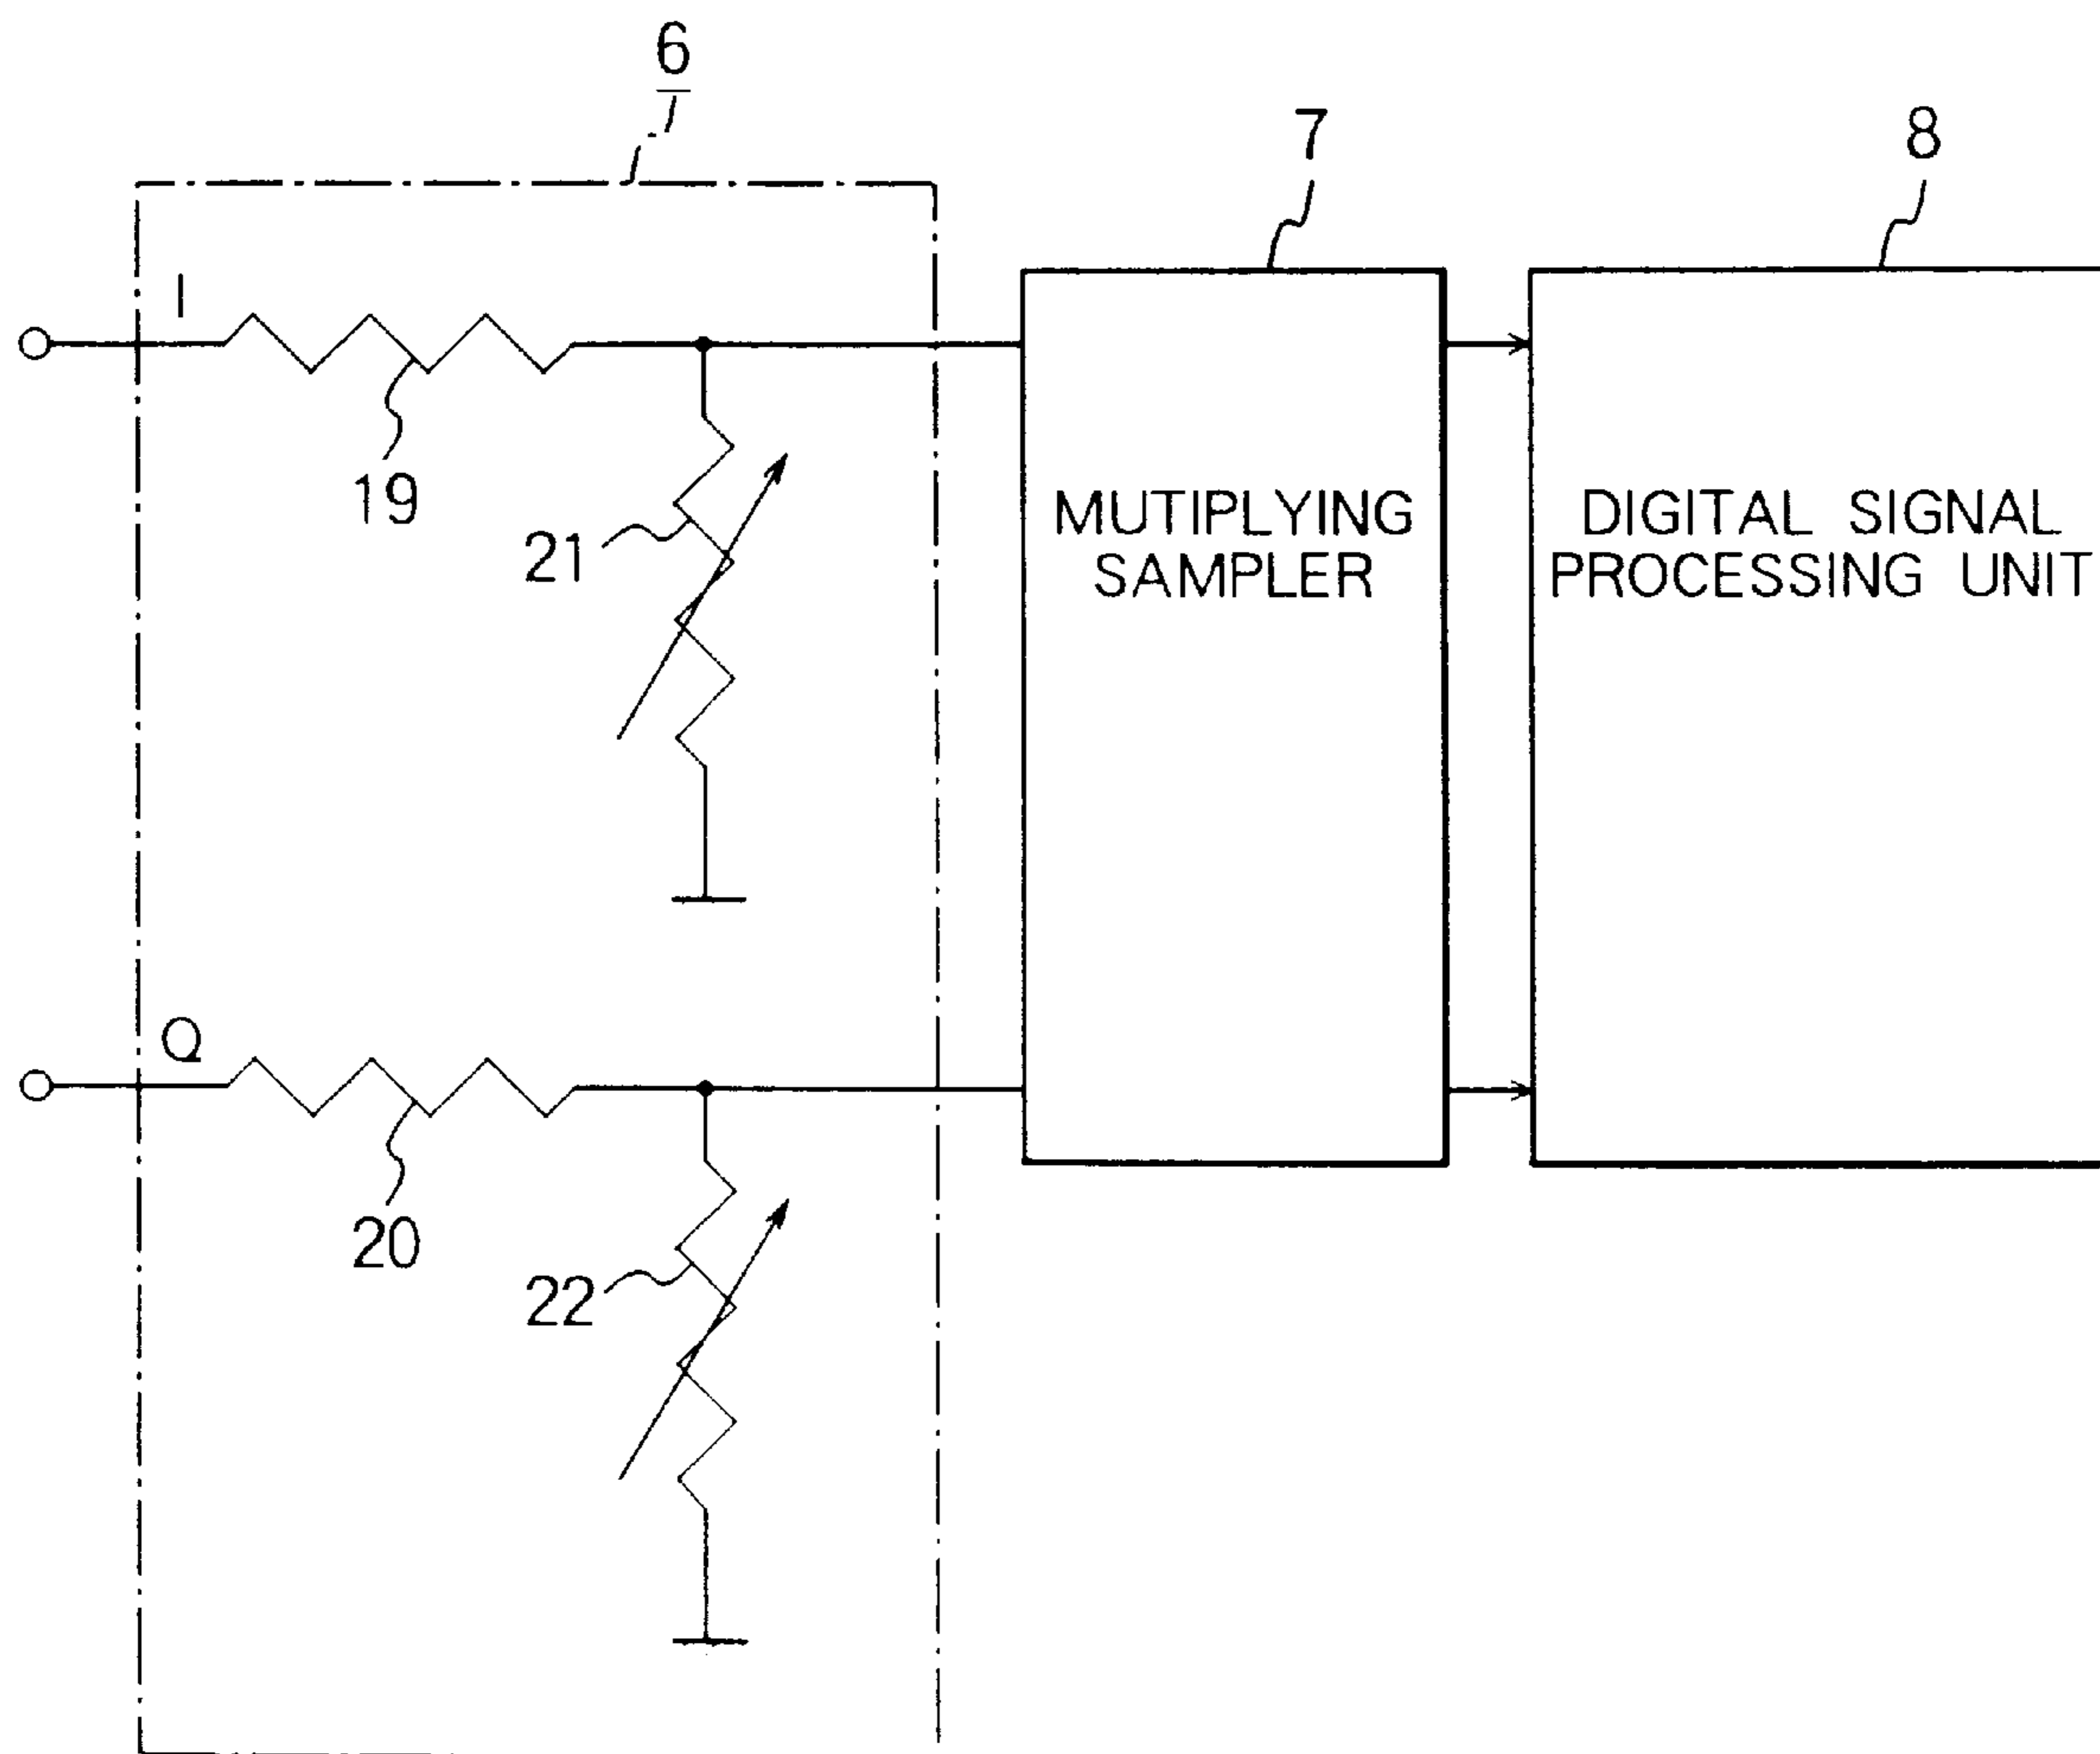 6
7
8
I
19
21
MUTIPLYING
SAMPLER
DIGITAL SIGNAL
PROCESSING UNIT
Q
20
22